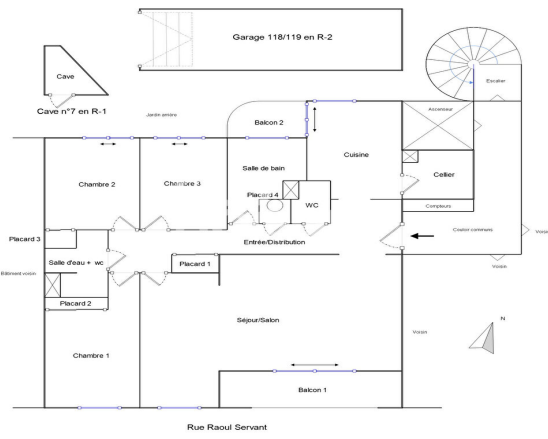 Garage 118/119 en R-2
Cave
Cave n°7 en R-1
Escalier
Jardin arrière
Ascenseur
Balcon 2
Cuisine
Salle de bain
Cellier
Chambre 2
Chambre 3
Placard 4
WC
Compteurs
Placard 3
Entrée/Distribution
Couloir communs
Voisin
Salle d'eau + wc
Placard 1
Voisin
Bâtiment voisin
Placard 2
Séjour/Salon
N
Voisin
Chambre 1
Balcon 1
Rue Raoul Servant